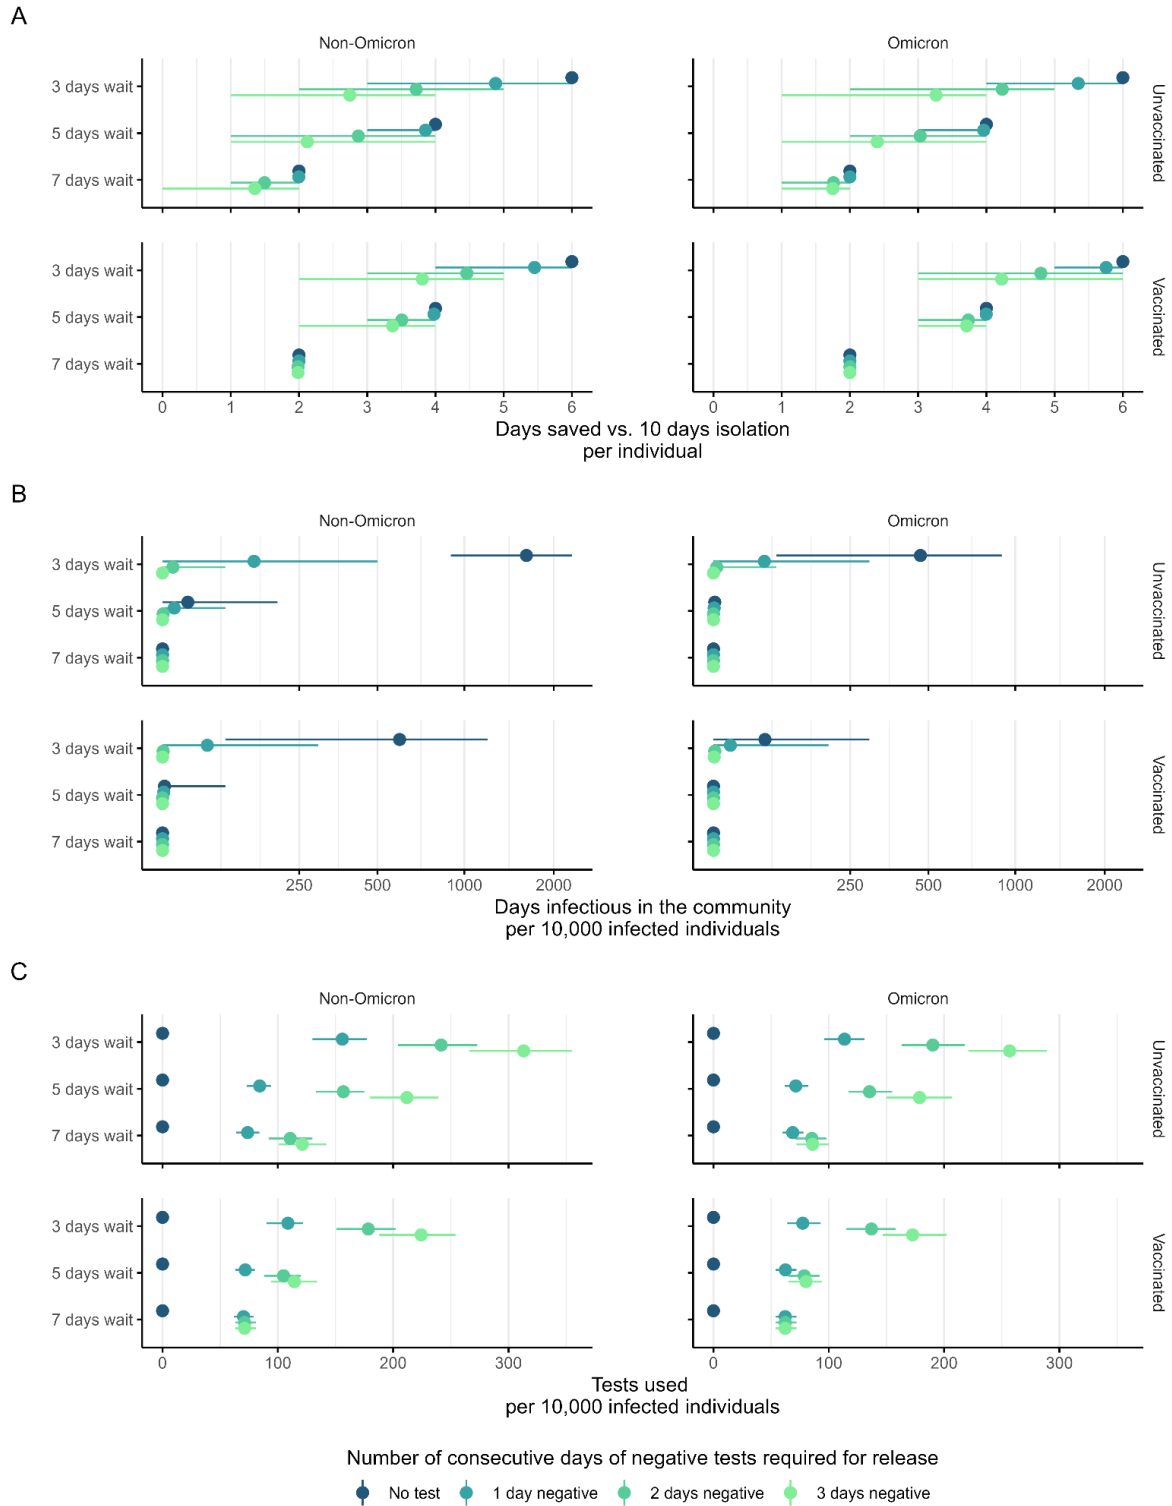 A
Non-Omicron
Omicron
3 days wait
5 days wait
7 days wait
Unvaccinated
3 days wait
5 days wait
7 days wait
Vaccinated
0 1 2 3 4 5 6
0 1 2 3 4 5 6
Days saved vs. 10 days isolation
per individual
B
Non-Omicron
Omicron
3 days wait
5 days wait
7 days wait
Unvaccinated
3 days wait
5 days wait
7 days wait
Vaccinated
250 500 1000 2000
250 500 1000 2000
Days infectious in the community
per 10,000 infected individuals
C
Non-Omicron
Omicron
3 days wait
5 days wait
7 days wait
Unvaccinated
3 days wait
5 days wait
7 days wait
Vaccinated
0 100 200 300
0 100 200 300
Tests used
per 10,000 infected individuals
Number of consecutive days of negative tests required for release
No test 1 day negative 2 days negative 3 days negative